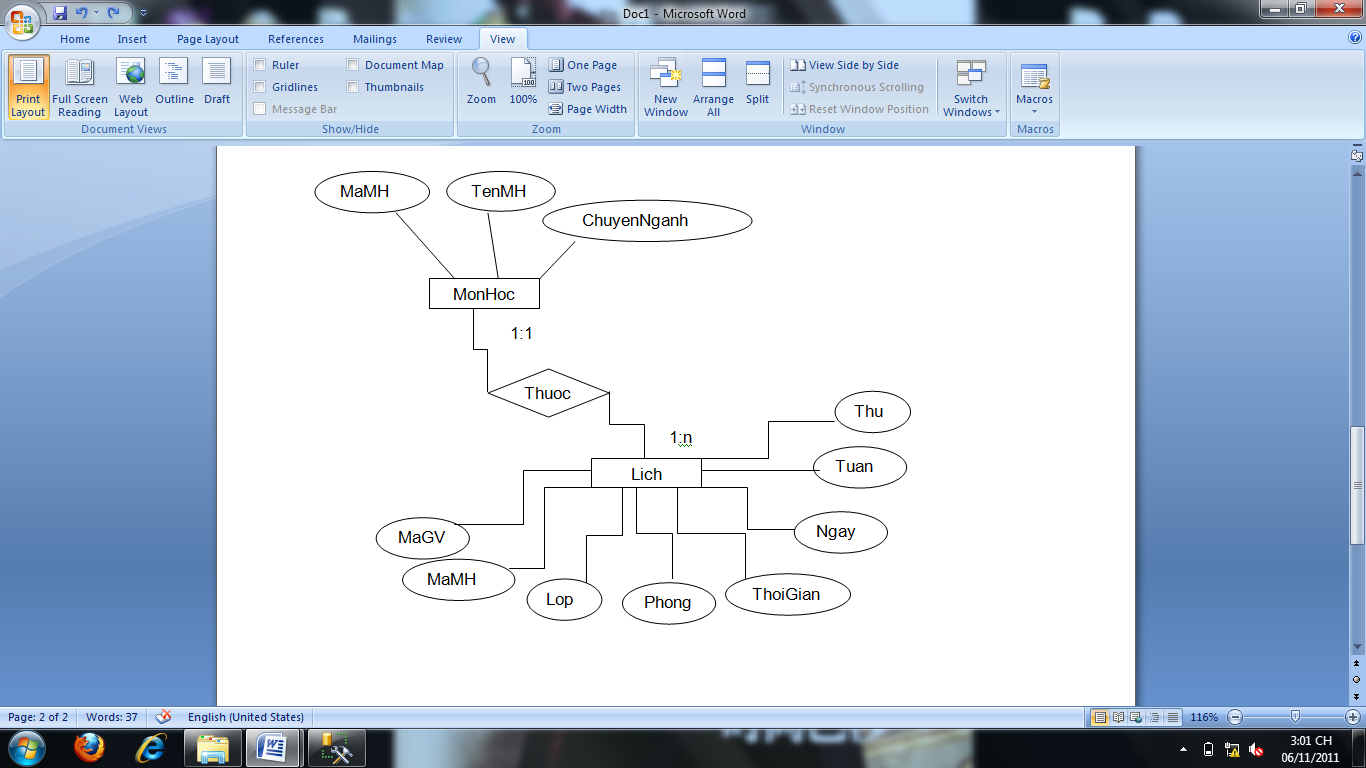 Doc1 - Microsoft Word
Home Insert Page Layout References Mailings Review View
Print Layout
Full Screen Reading
Web Layout
Outline
Draft
Document Views
Ruler
Gridlines
Message Bar
Document Map
Thumbnails
Show/Hide
Zoom
100%
One Page
Two Pages
Page Width
Zoom
New Window
Arrange All
Split
View Side by Side
Synchronous Scrolling
Reset Window Position
Window
Switch Windows
Macros
Macros
MaMH
TenMH
ChuyenNganh
MonHoc
1:1
Thuoc
Thu
1:n
Lich
Tuan
MaGV
Ngay
MaMH
Lop
Phong
ThoiGian
Page: 2 of 2 Words: 37 English (United States) 116%
3:01 CH
06/11/2011